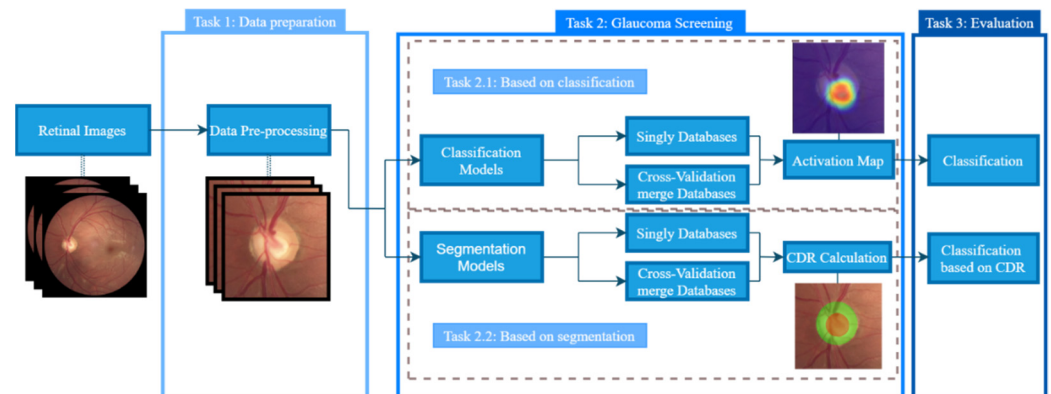 Task 1: Data preparation
Task 2: Glaucoma Screening
Task 3: Evaluation
Task 2.1: Based on classification
Retinal Images
Data Pre-processing
Classification
Models
Singly Databases
Cross-Validation
merge Databases
Activation Map
Classification
Segmentation
Models
Singly Databases
Cross-Validation
merge Databases
CDR Calculation
Classification
based on CDR
Task 2.2: Based on segmentation